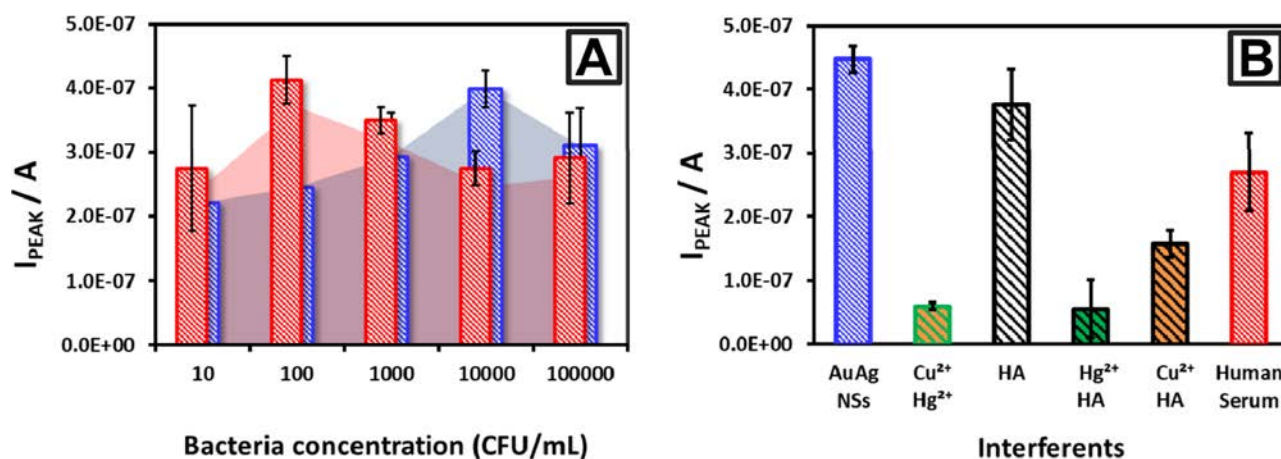 A
I_PEAK / A
5.0E-07
4.0E-07
3.0E-07
2.0E-07
1.0E-07
0.0E+00
10 100 1000 10000 100000
Bacteria concentration (CFU/mL)
B
I_PEAK / A
5.0E-07
4.0E-07
3.0E-07
2.0E-07
1.0E-07
0.0E+00
AuAg Cu²⁺ HA Hg²⁺ Cu²⁺ Human
NSs Hg²⁺ HA HA Serum
Interferents